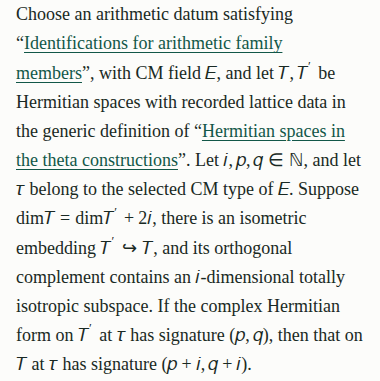 Choose an arithmetic datum satisfying
“Identifications for arithmetic family
members”, with CM field E, and let T, T′ be
Hermitian spaces with recorded lattice data in
the generic definition of “Hermitian spaces in
the theta constructions”. Let i, p, q ∈ ℕ, and let
τ belong to the selected CM type of E. Suppose
dimT = dimT′ + 2i, there is an isometric
embedding T′ ↪ T, and its orthogonal
complement contains an i-dimensional totally
isotropic subspace. If the complex Hermitian
form on T′ at τ has signature (p, q), then that on
T at τ has signature (p + i, q + i).